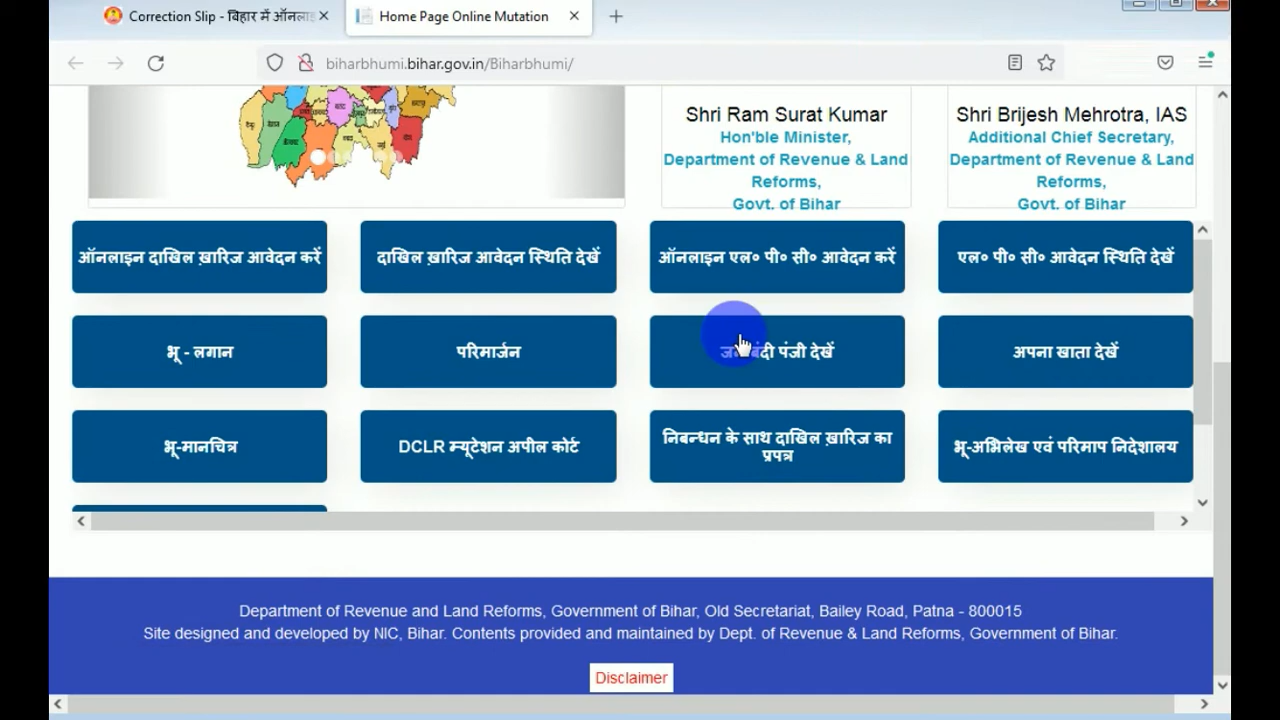 Correction Slip - बिहार में ऑनलाइ
Home Page Online Mutation
biharbhumi.bihar.gov.in/Biharbhumi/
Shri Ram Surat Kumar
Hon'ble Minister,
Department of Revenue & Land
Reforms,
Govt. of Bihar
Shri Brijesh Mehrotra, IAS
Additional Chief Secretary,
Department of Revenue & Land
Reforms,
Govt. of Bihar
ऑनलाइन दाखिल ख़ारिज आवेदन करें
दाखिल ख़ारिज आवेदन स्थिति देखें
ऑनलाइन एल० पी० सी० आवेदन करें
एल० पी० सी० आवेदन स्थिति देखें
भू - लगान
परिमार्जन
पंजी देखें
अपना खाता देखें
भू-मानचित्र
DCLR म्यूटेशन अपील कोर्ट
निबन्धन के साथ दाखिल ख़ारिज का
प्रपत्र
भू-अभिलेख एवं परिमाप निदेशालय
Department of Revenue and Land Reforms, Government of Bihar, Old Secretariat, Bailey Road, Patna - 800015
Site designed and developed by NIC, Bihar. Contents provided and maintained by Dept. of Revenue & Land Reforms, Government of Bihar.
Disclaimer